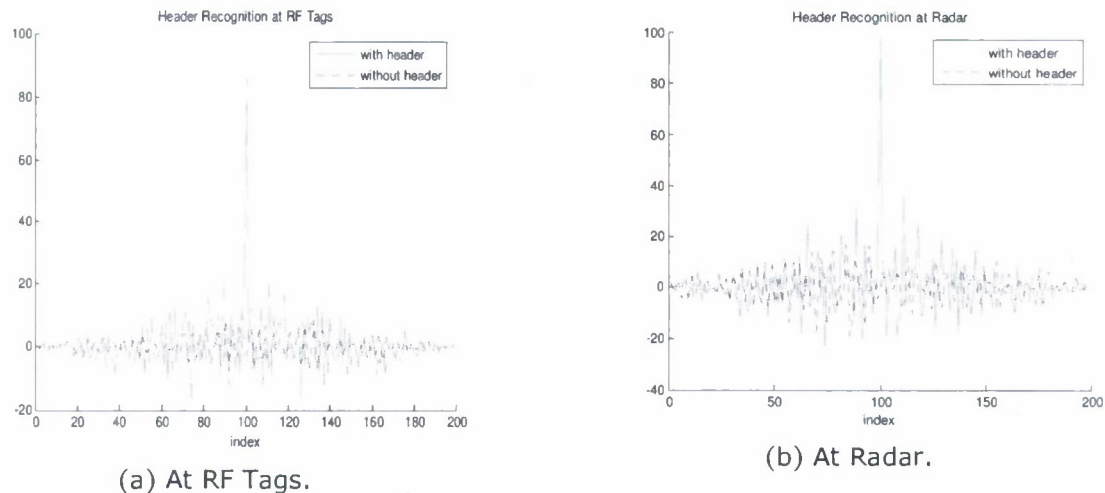 Header Recognition at RF Tags
100
80
60
40
20
0
-20
0 20 40 60 80 100 120 140 160 180 200
index
with header
without header
(a) At RF Tags.
Header Recognition at Radar
100
80
60
40
20
0
-20
-40
0 50 100 150 200
index
with header
without header
(b) At Radar.